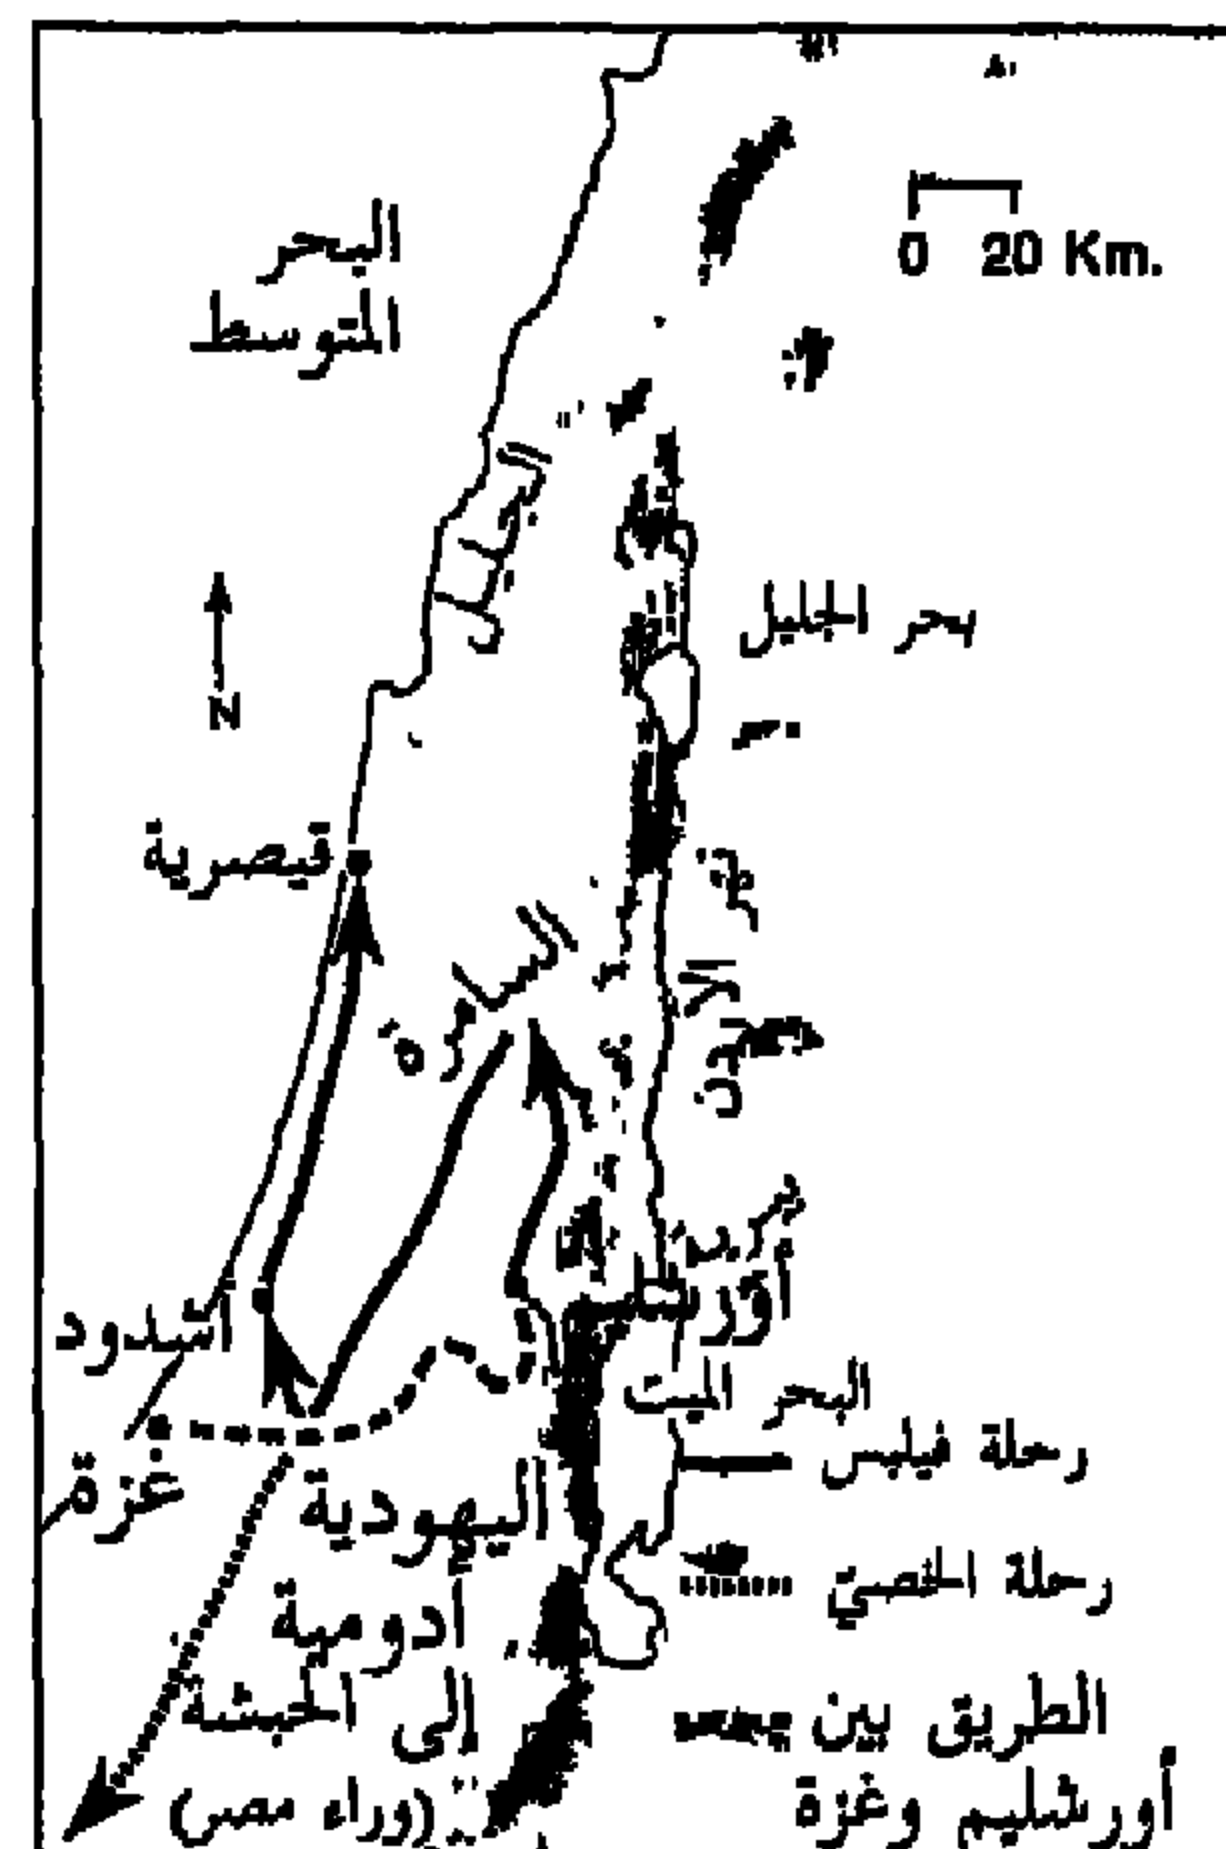 0 20 Km.
البحر
المتوسط
الجليل
بحر الجليل
N
قيصرية
السامرة
نهر
الأردن
أشدود
البحر الميت
غزة
رحلة فيلبس
اليهودية
رحلة الخصيّ
أدومية
إلى الحبشة
(وراء مصر)
الطريق بين
أورشليم وغزة